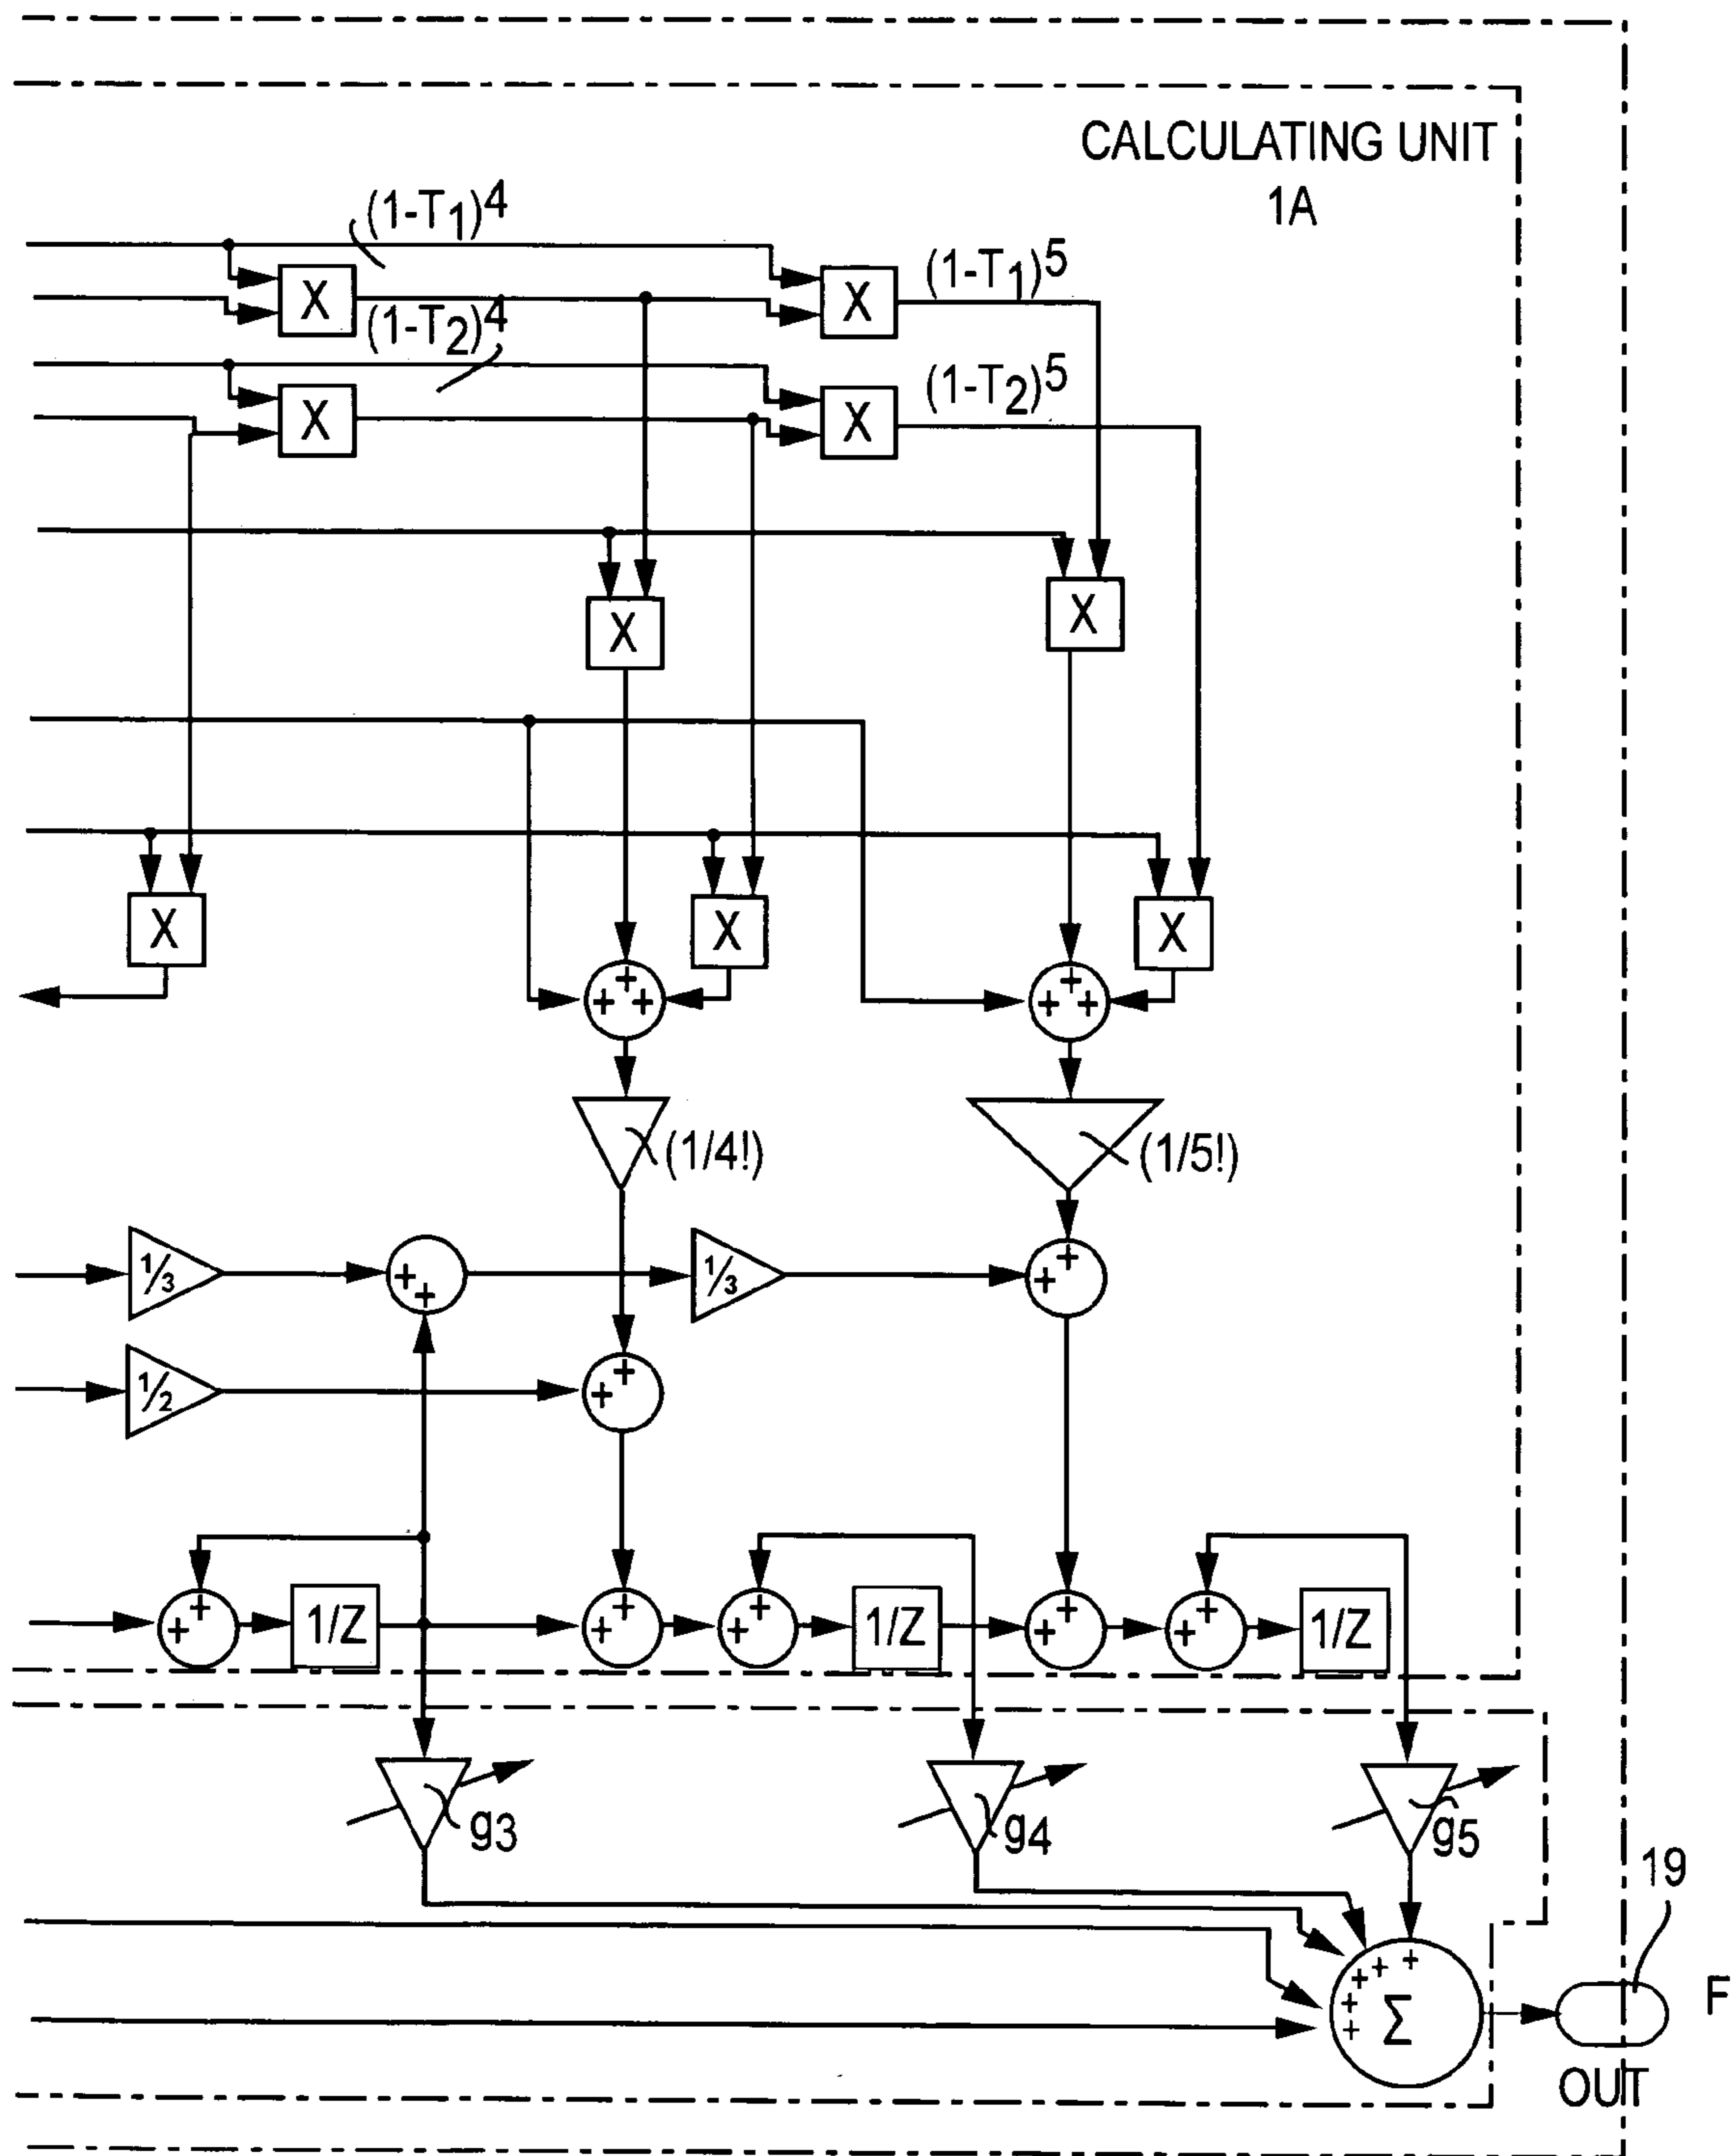 CALCULATING UNIT
1A
(1-T1)4
X
X
(1-T1)5
(1-T2)4
X
X
(1-T2)5
X
X
X
X
X
+ + +
+ + +
(1/4!)
(1/5!)
1/3
+ +
1/3
+ +
1/2
+ +
+ +
1/Z
+ +
+ +
1/Z
+ +
+ +
1/Z
g3
g4
g5
19
+ + + + +
Σ
F
OUT